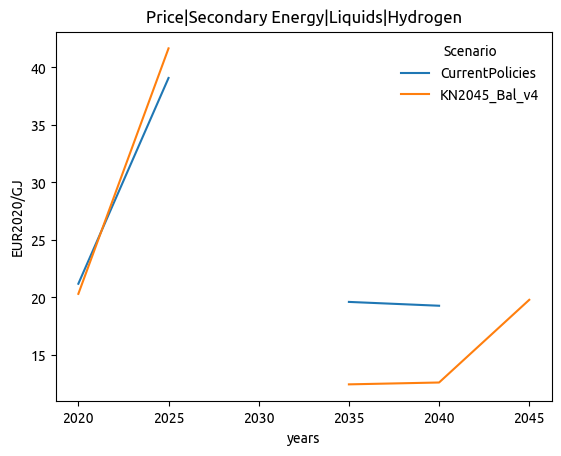 Price|Secondary Energy|Liquids|Hydrogen
Scenario
CurrentPolicies
KN2045_Bal_v4
EUR2020/GJ
40
35
30
25
20
15
2020 2025 2030 2035 2040 2045
years